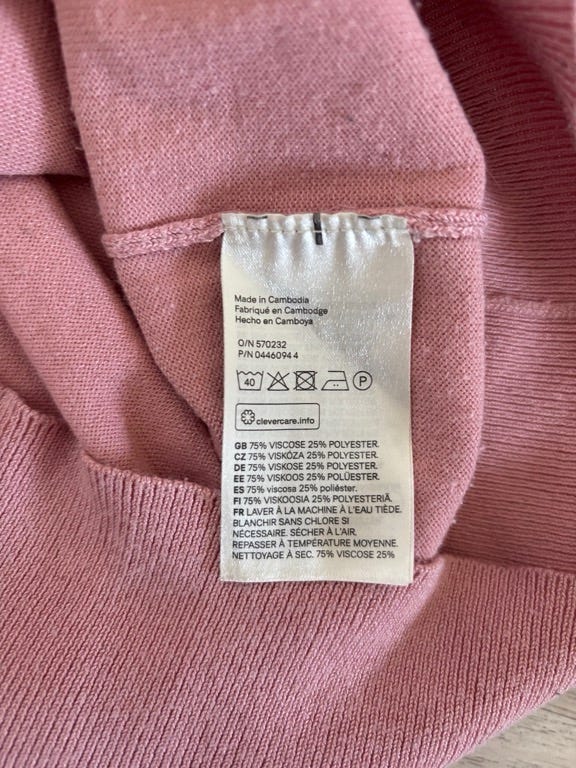 Made in Cambodia
Fabriqué en Cambodge
Hecho en Camboya
O/N 570232
P/N 0446094 4
40 P
clevercare.info
GB 75% VISCOSE 25% POLYESTER.
CZ 75% VISKÓZA 25% POLYESTER.
DE 75% VISKOSE 25% POLYESTER.
EE 75% VISKOOS 25% POLÜESTER.
ES 75% viscosa 25% poliéster.
FI 75% VISKOOSIA 25% POLYESTERIÄ.
FR LAVER À LA MACHINE À L'EAU TIÈDE.
BLANCHIR SANS CHLORE SI
NÉCESSAIRE. SÉCHER À L'AIR.
REPASSER À TEMPÉRATURE MOYENNE.
NETTOYAGE À SEC. 75% VISCOSE 25%